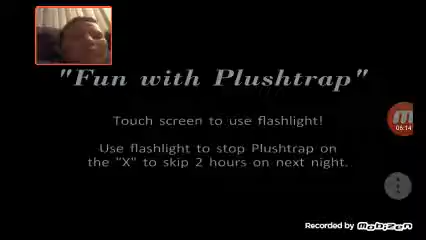 "Fun with Plushtrap"
Touch screen to use flashlight!
Use flashlight to stop Plushtrap on
the "X" to skip 2 hours on next night.
06:14
Recorded by Mobizen